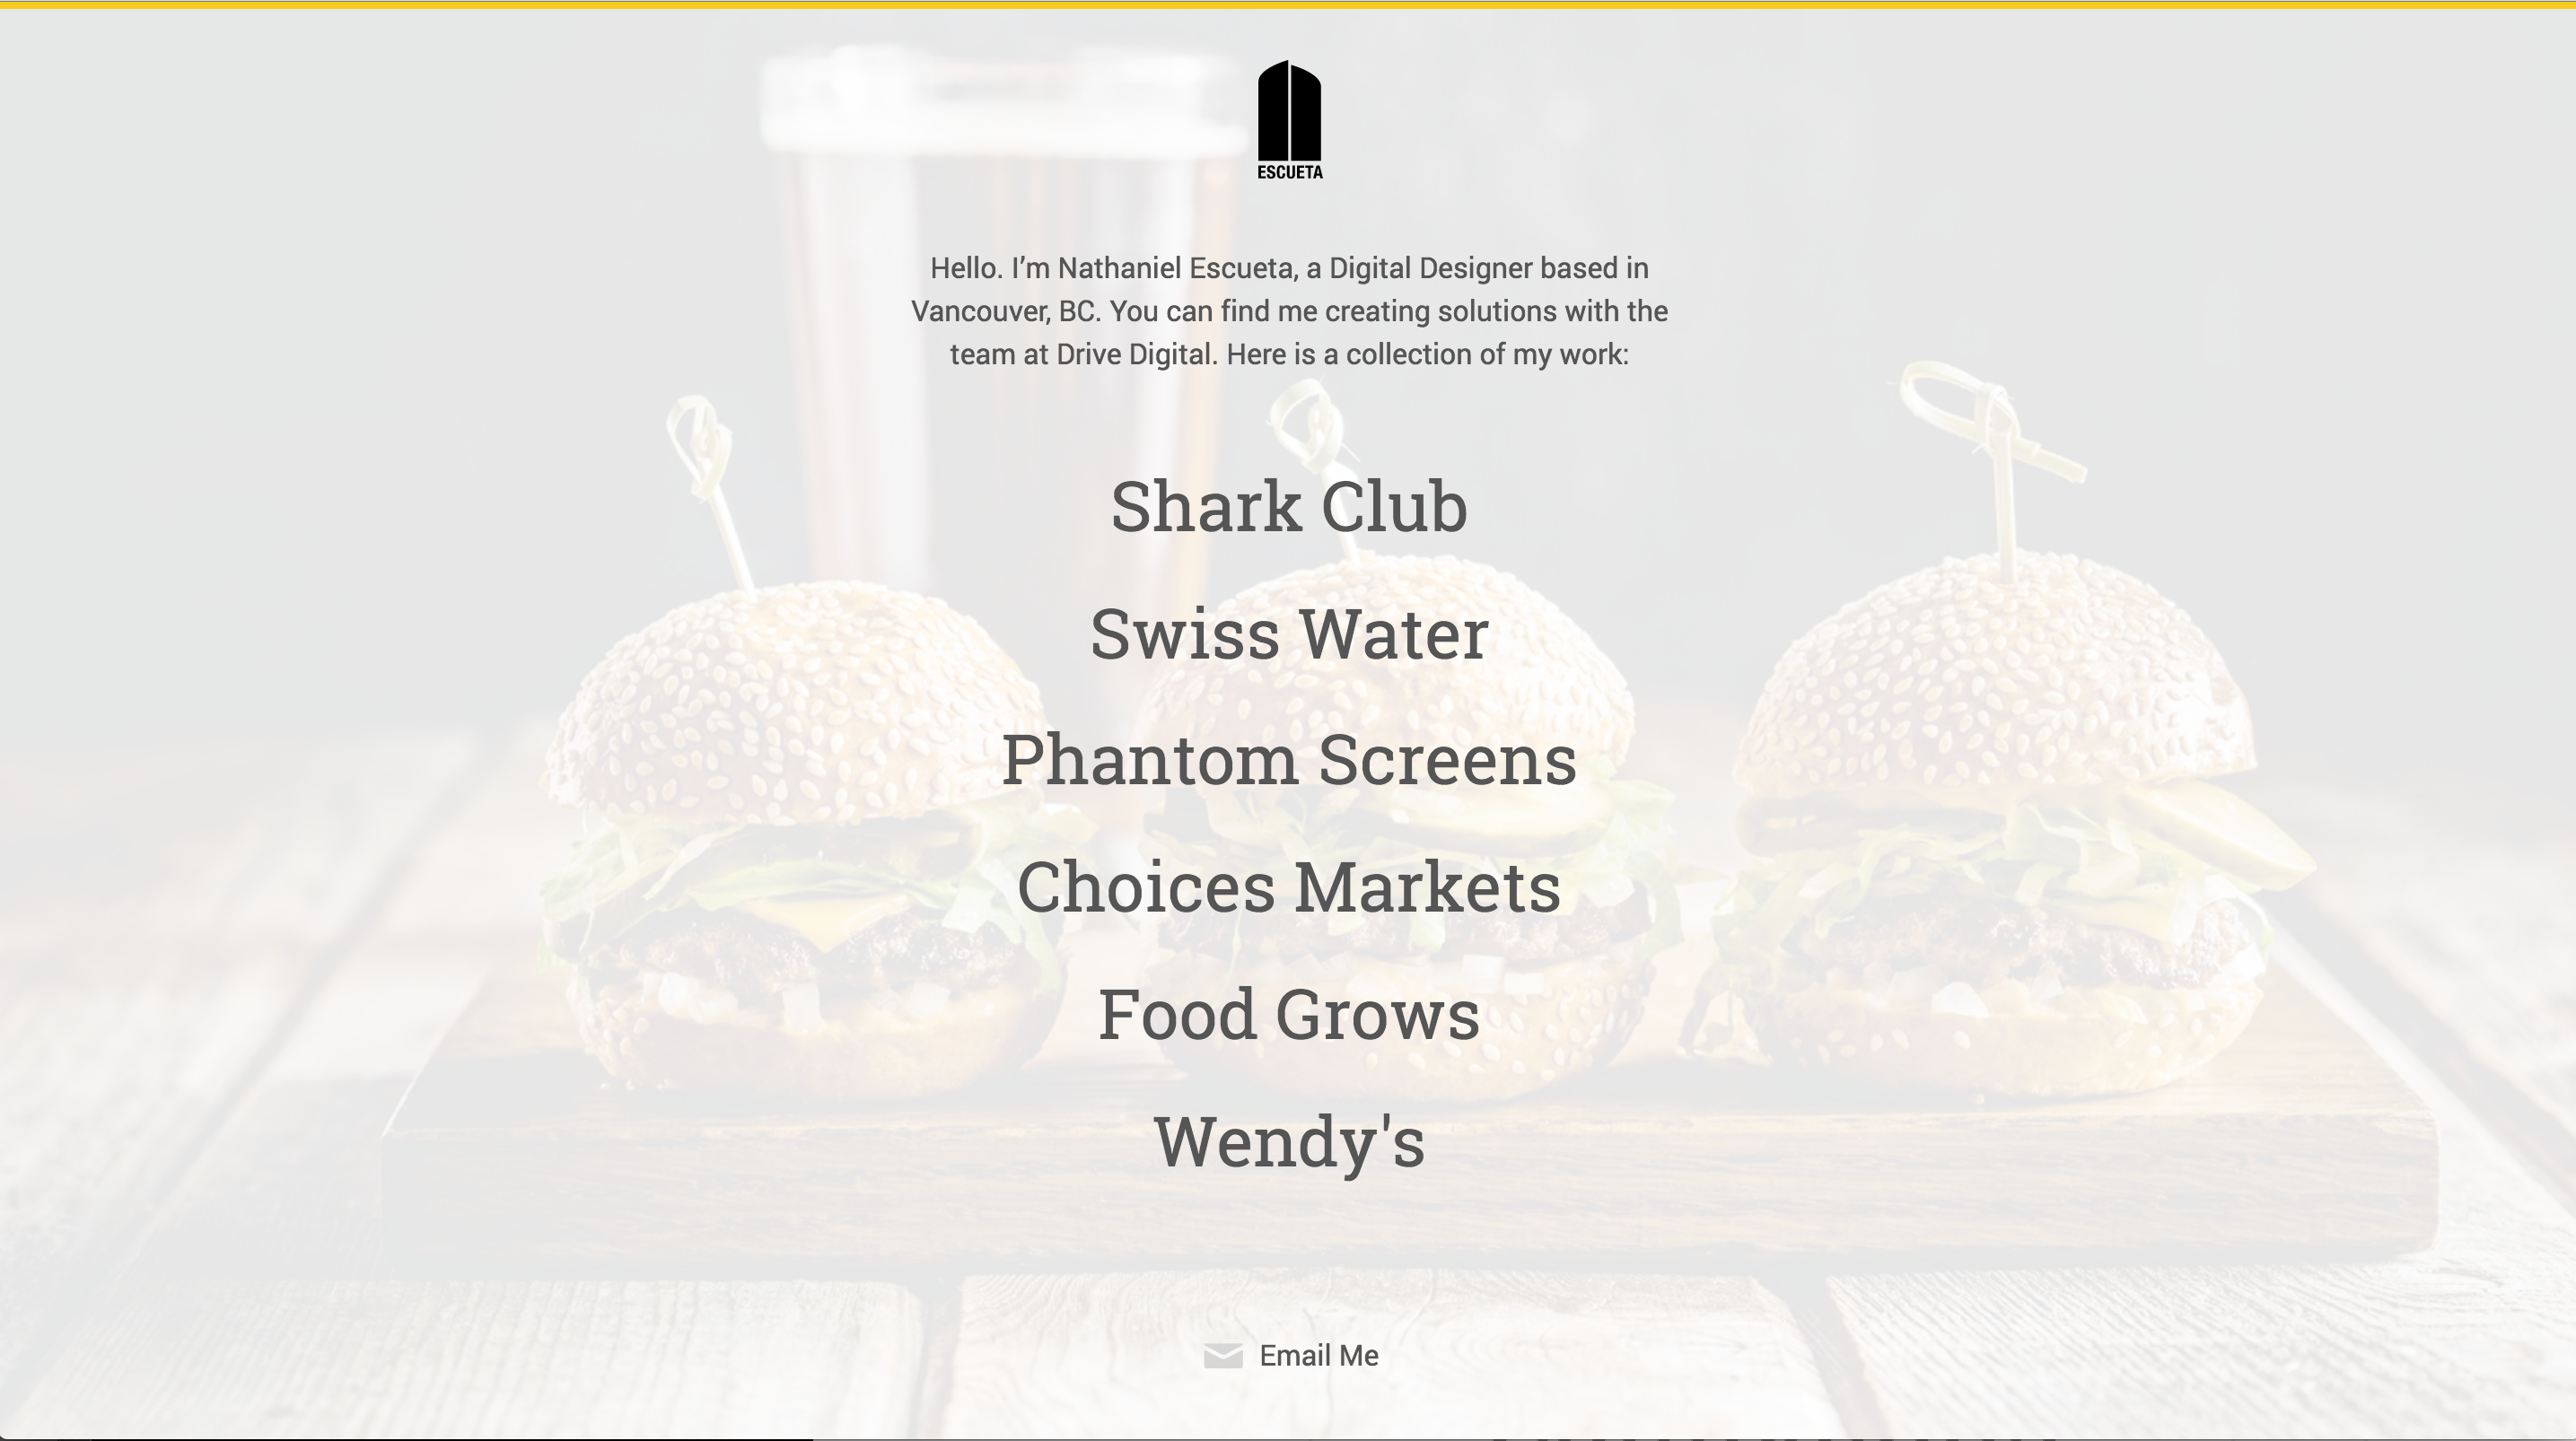 ESCUETA
Hello. I’m Nathaniel Escueta, a Digital Designer based in
Vancouver, BC. You can find me creating solutions with the
team at Drive Digital. Here is a collection of my work:
Shark Club
Swiss Water
Phantom Screens
Choices Markets
Food Grows
Wendy's
Email Me